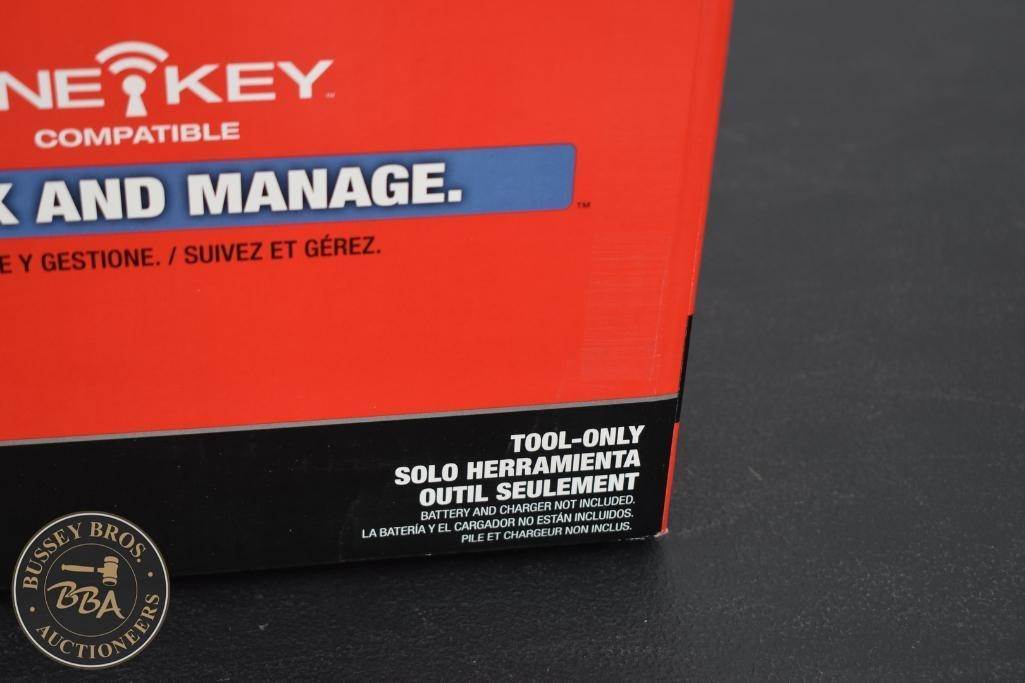 NE KEY™
COMPATIBLE
K AND MANAGE.™
E Y GESTIONE. / SUIVEZ ET GÉREZ.
TOOL-ONLY
SOLO HERRAMIENTA
OUTIL SEULEMENT
BATTERY AND CHARGER NOT INCLUDED.
LA BATERÍA Y EL CARGADOR NO ESTÁN INCLUIDOS.
PILE ET CHARGEUR NON INCLUS.
BUSSEY BROS.
BBA
AUCTIONEERS